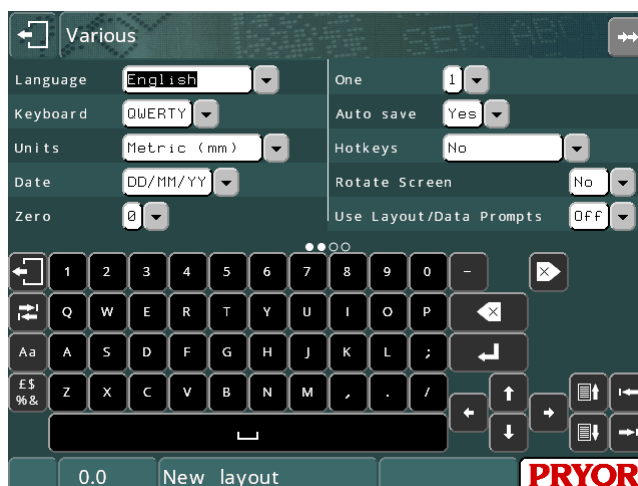 Various
Language English
Keyboard QWERTY
Units Metric (mm)
Date DD/MM/YY
Zero 0
One 1
Auto save Yes
Hotkeys No
Rotate Screen No
Use Layout/Data Prompts Off
1 2 3 4 5 6 7 8 9 0 -
Q W E R T Y U I O P
Aa A S D F G H J K L ;
£$
%& Z X C V B N M , . /
0.0 New layout PRYOR